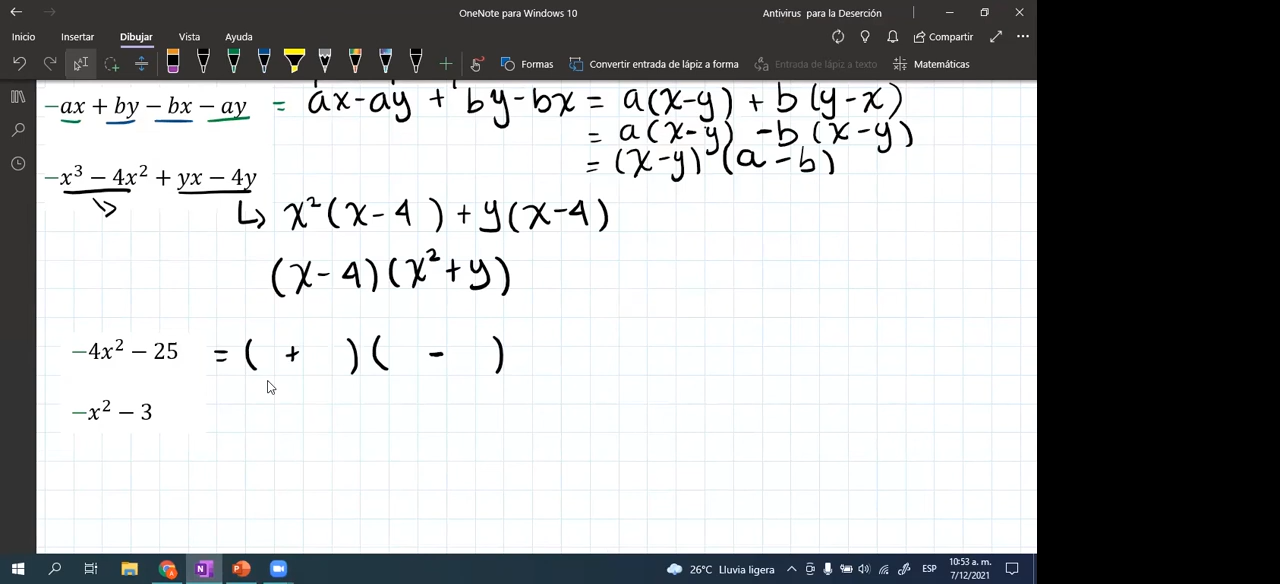 OneNote para Windows 10
Antivirus para la Deserción
Inicio Insertar Dibujar Vista Ayuda
Compartir
Formas Convertir entrada de lápiz a forma Entrada de lápiz a texto Matemáticas
−ax + by − bx − ay = ax − ay + by − bx = a(x−y) + b(y−x)
= a(x−y) −b(x−y)
= (x−y)(a−b)
−x³ − 4x² + yx − 4y
x²(x−4) + y(x−4)
(x−4)(x²+y)
−4x² − 25 = ( + )( − )
−x² − 3
26°C Lluvia ligera ESP 10:53 a. m. 7/12/2021